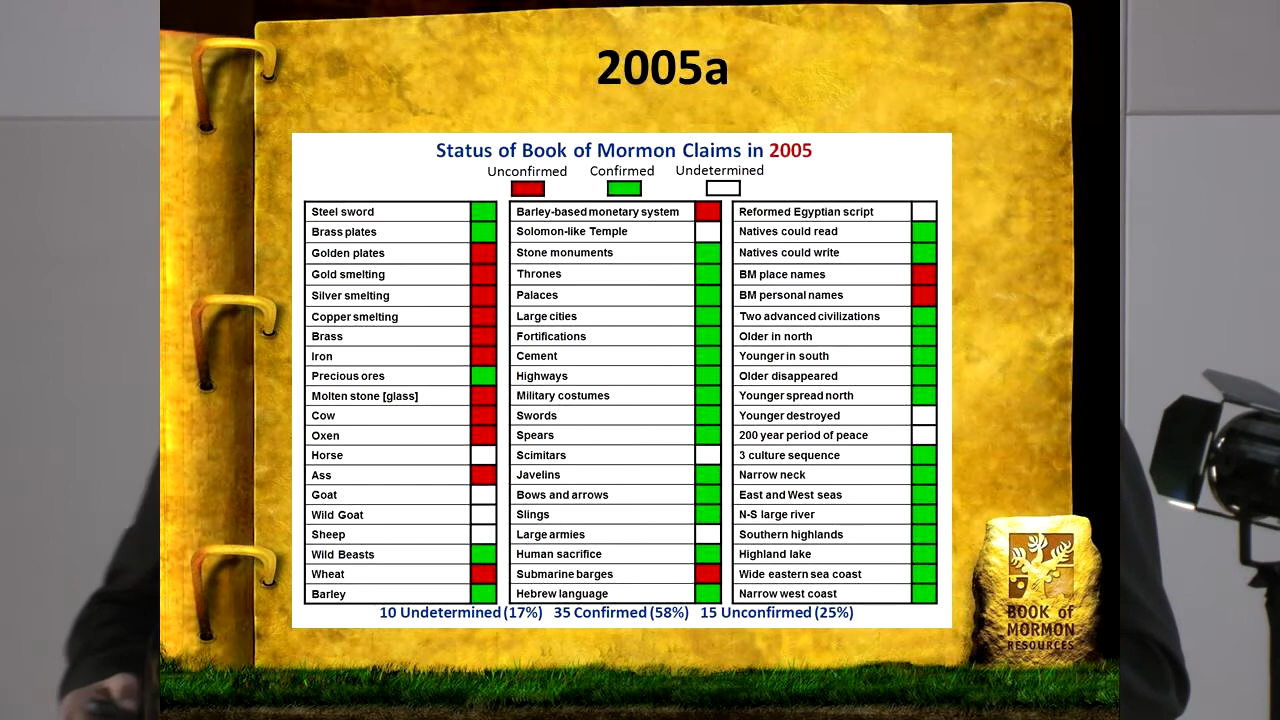 2005a
Status of Book of Mormon Claims in 2005
Unconfirmed Confirmed Undetermined
Steel sword Barley-based monetary system Reformed Egyptian script
Brass plates Solomon-like Temple Natives could read
Golden plates Stone monuments Natives could write
Gold smelting Thrones BM place names
Silver smelting Palaces BM personal names
Copper smelting Large cities Two advanced civilizations
Brass Fortifications Older in north
Iron Cement Younger in south
Precious ores Highways Older disappeared
Molten stone [glass] Military costumes Younger spread north
Cow Swords Younger destroyed
Oxen Spears 200 year period of peace
Horse Scimitars 3 culture sequence
Ass Javelins Narrow neck
Goat Bows and arrows East and West seas
Wild Goat Slings N-S large river
Sheep Large armies Southern highlands
Wild Beasts Human sacrifice Highland lake
Wheat Submarine barges Wide eastern sea coast
Barley Hebrew language Narrow west coast
10 Undetermined (17%) 35 Confirmed (58%) 15 Unconfirmed (25%)
BOOK of
MORMON
RESOURCES